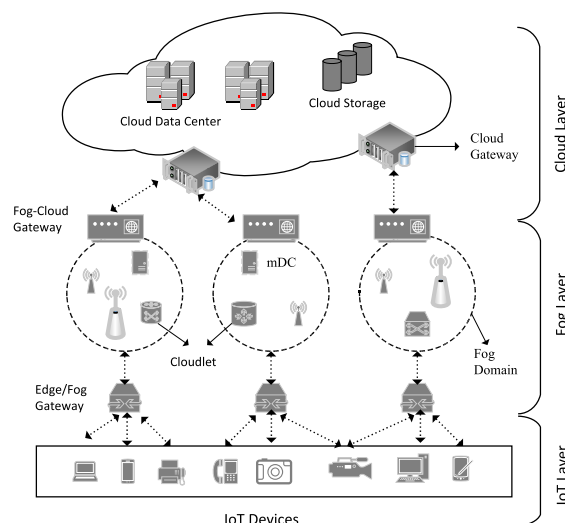 Cloud Data Center
Cloud Storage
Cloud
Gateway
Cloud Layer
Fog-Cloud
Gateway
mDC
Cloudlet
Fog
Domain
Fog Layer
Edge/Fog
Gateway
IoT Layer
IoT Devices